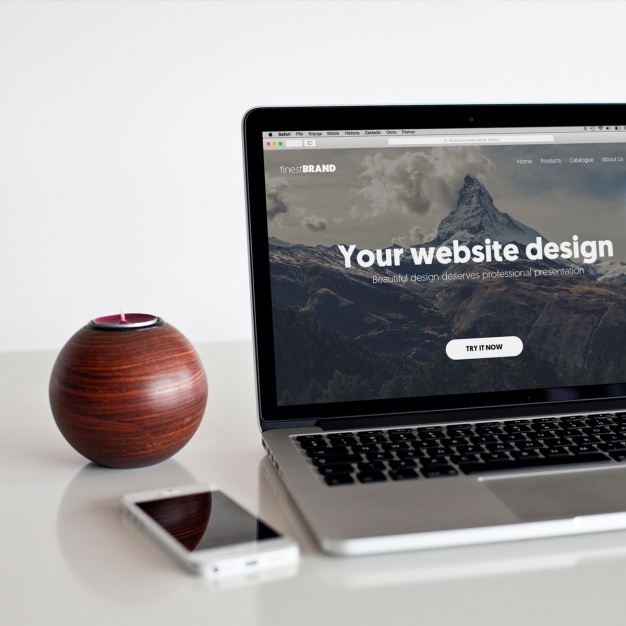 Safari Plik Edycja Widok Historia Zakładki Okno Pomoc
finestBRAND
Home Products Catalogue About Us
Your website design
Beautiful design deserves professional presentation
TRY IT NOW